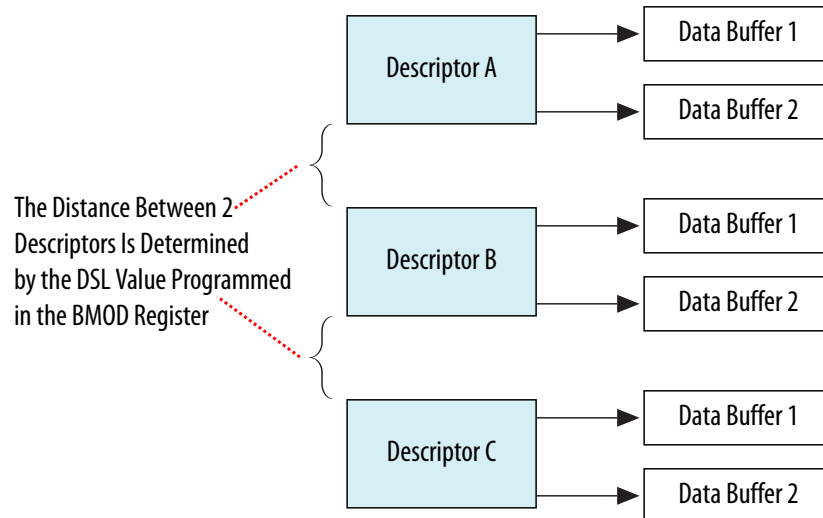 Descriptor A
Data Buffer 1
Data Buffer 2
The Distance Between 2
Descriptors Is Determined
by the DSL Value Programmed
in the BMOD Register
Descriptor B
Data Buffer 1
Data Buffer 2
Descriptor C
Data Buffer 1
Data Buffer 2